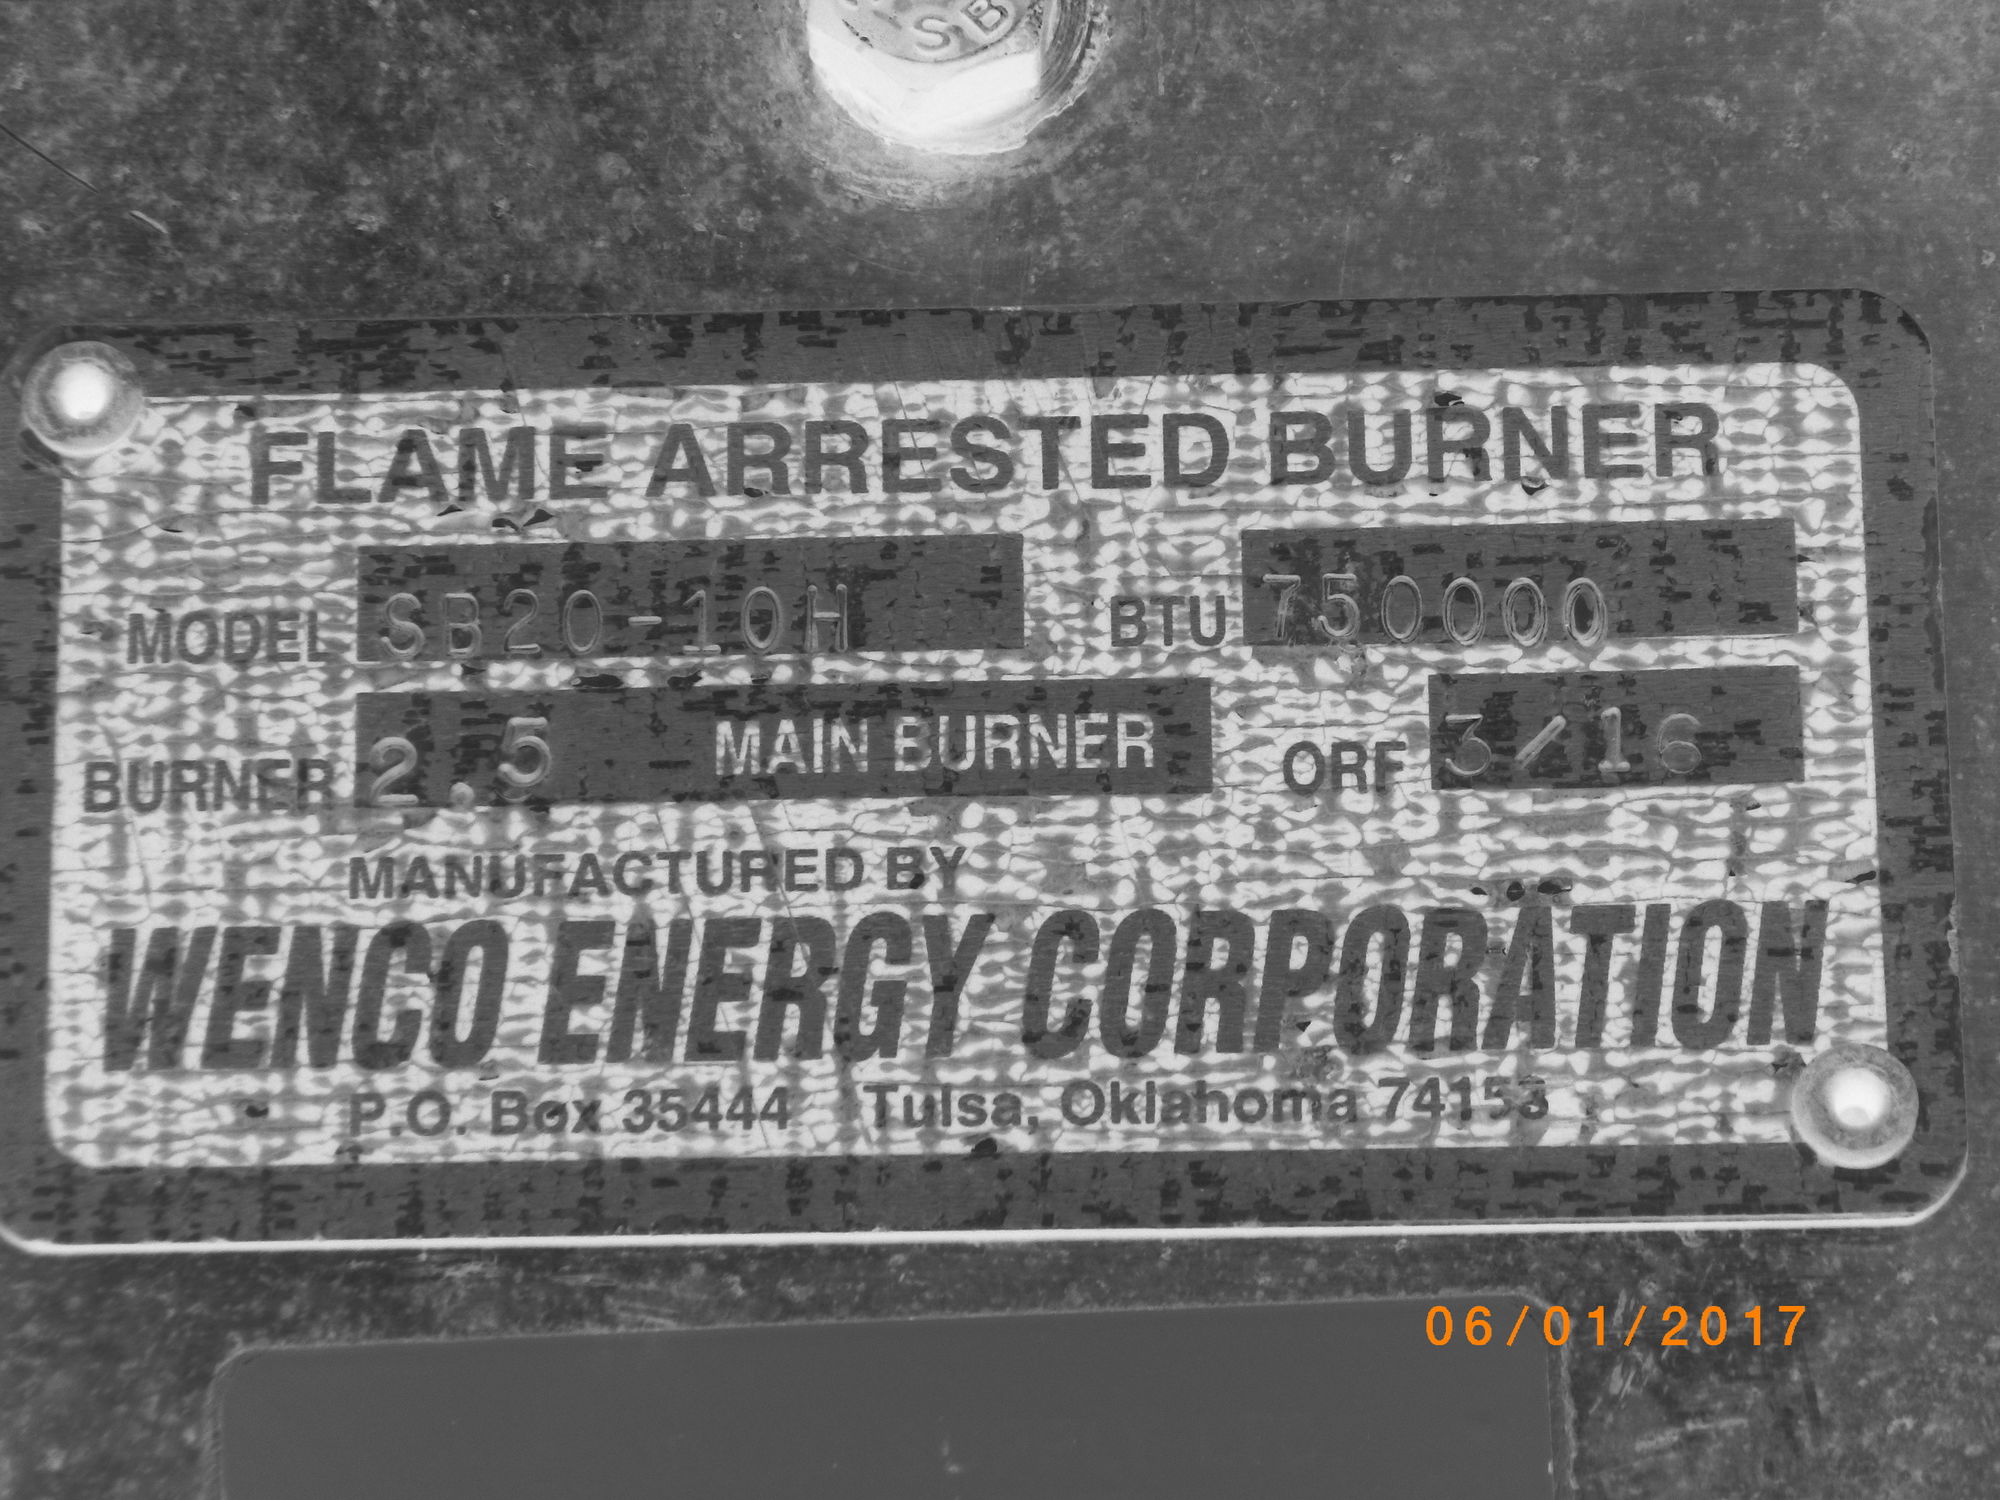 SB
FLAME ARRESTED BURNER
MODEL SB20-10H BTU 750000
BURNER 2.5 MAIN BURNER ORF 3/16
MANUFACTURED BY
WENCO ENERGY CORPORATION
P.O. Box 35444 Tulsa, Oklahoma 74153
06/01/2017